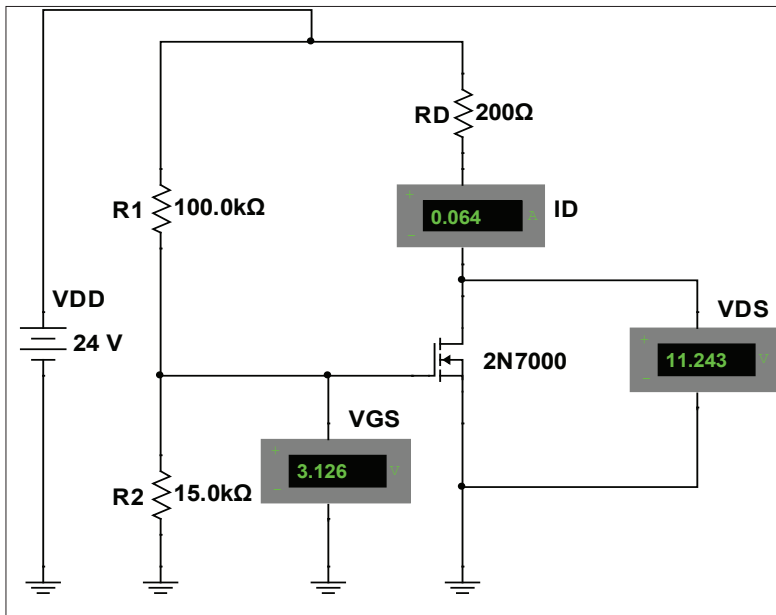 RD
200Ω
R1
100.0kΩ
+
0.064
A
-
ID
VDD
24 V
VDS
+
11.243
V
-
2N7000
VGS
+
3.126
V
-
R2
15.0kΩ